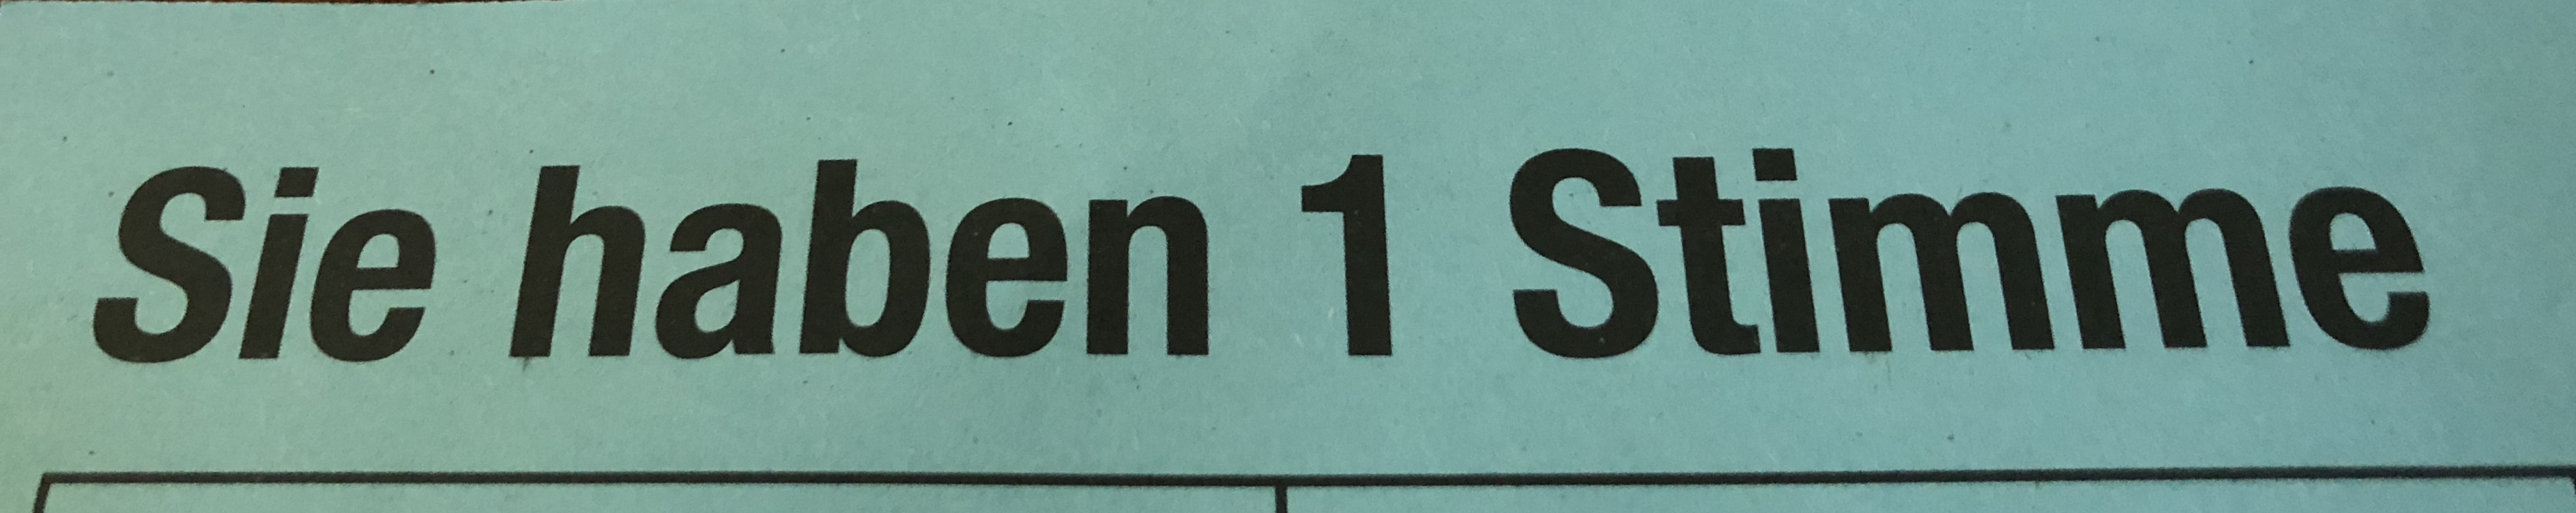 Sie haben 1 Stimme